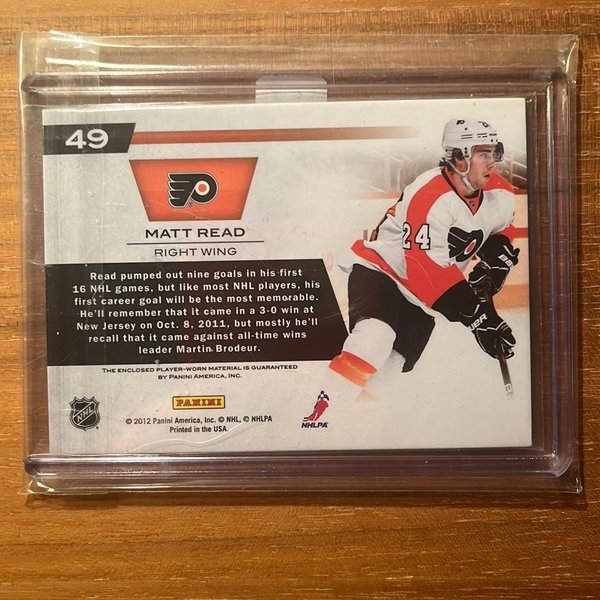 49
MATT READ
RIGHT WING
Read pumped out nine goals in his first
16 NHL games, but like most NHL players, his
first career goal will be the most memorable.
He'll remember that it came in a 3-0 win at
New Jersey on Oct. 8, 2011, but mostly he'll
recall that it came against all-time wins
leader Martin Brodeur.
THE ENCLOSED PLAYER-WORN MATERIAL IS GUARANTEED
BY PANINI AMERICA, INC.
PANINI
NHL
© 2012 Panini America, Inc. © NHL, © NHLPA
Printed in the USA.
NHLPA
24
24
BAUER